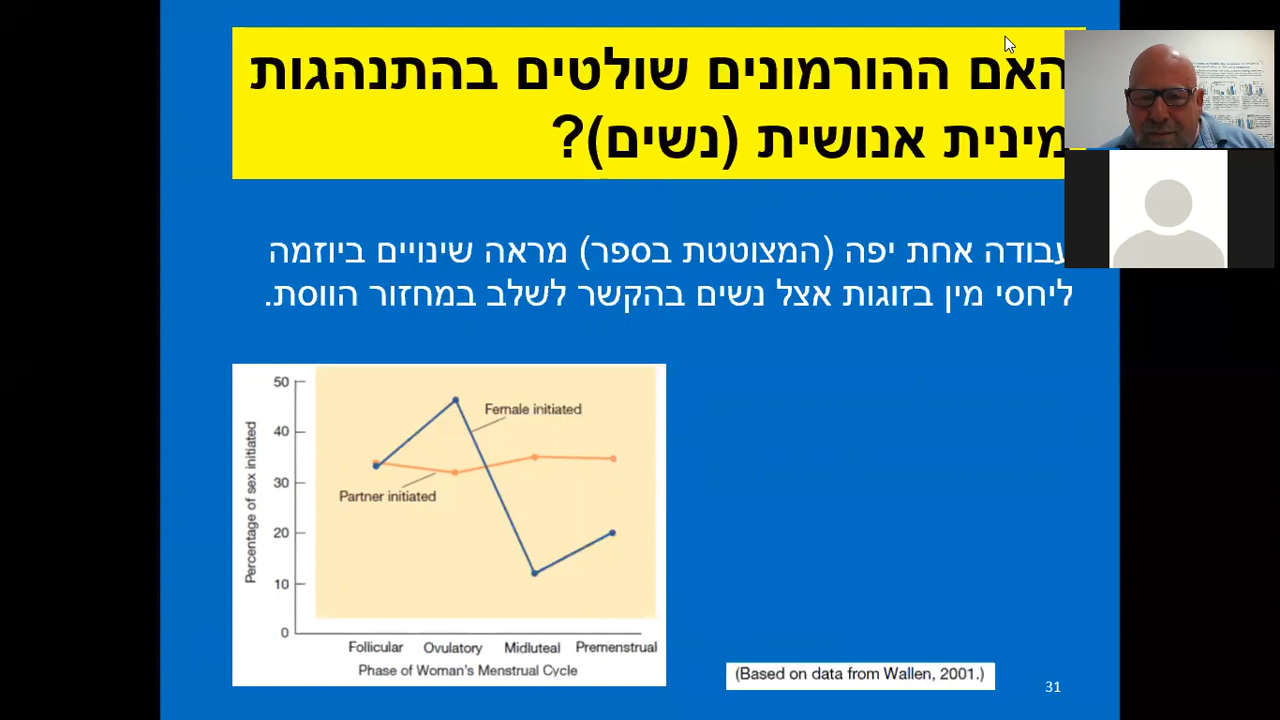 האם ההורמונים שולטים בהתנהגות
מינית אנושית (נשים)?
עבודה אחת יפה (המצוטטת בספר) מראה שינויים ביוזמה
ליחסי מין בזוגות אצל נשים בהקשר לשלב במחזור הווסת.
Percentage of sex initiated
50
40
30
20
10
0
Female initiated
Partner initiated
Follicular Ovulatory Midluteal Premenstrual
Phase of Woman's Menstrual Cycle
(Based on data from Wallen, 2001.)
31